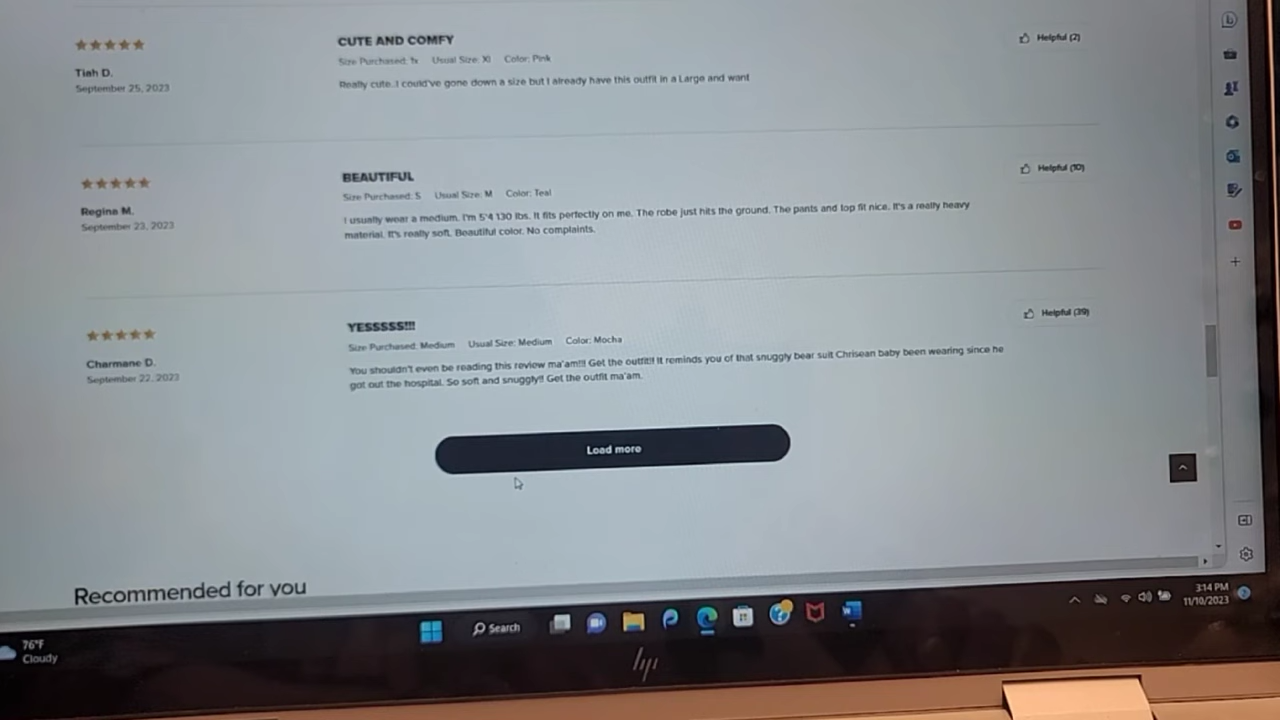 CUTE AND COMFY
Helpful (2)
Tiah D.
Size Purchased: 1x Usual Size: Xl Color: Pink
September 25, 2023
Really cute. I could've gone down a size but I already have this outfit in a Large and want
BEAUTIFUL
Helpful (10)
Size Purchased: S Usual Size: M Color: Teal
Regina M.
September 23, 2023
I usually wear a medium. I'm 5'4 130 lbs. It fits perfectly on me. The robe just hits the ground. The pants and top fit nice. It's a really heavy
material. It's really soft. Beautiful color. No complaints.
YESSSSS!!!
Helpful (39)
Size Purchased: Medium Usual Size: Medium Color: Mocha
Charmane D.
September 22, 2023
You shouldn't even be reading this review ma'am!!! Get the outfit!! It reminds you of that snuggly bear suit Chrisean baby been wearing since he
got out the hospital. So soft and snuggly!! Get the outfit ma'am.
Load more
Recommended for you
76°F
Cloudy
Search
3:14 PM
11/10/2023
hp